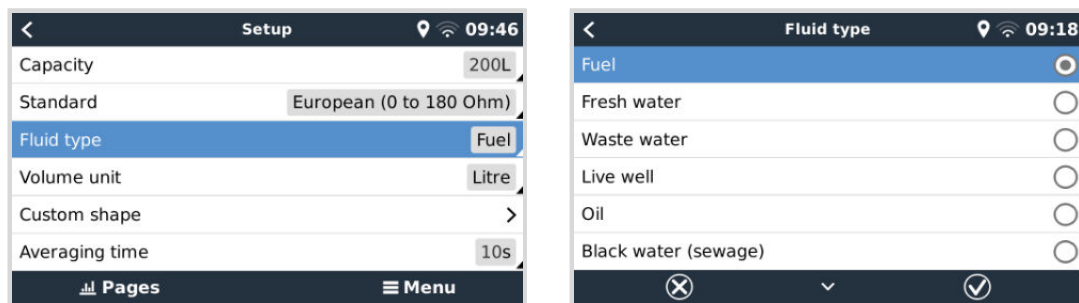 Setup 09:46
Capacity 200L
Standard European (0 to 180 Ohm)
Fluid type Fuel
Volume unit Litre
Custom shape
Averaging time 10s
Pages Menu
Fluid type 09:18
Fuel
Fresh water
Waste water
Live well
Oil
Black water (sewage)